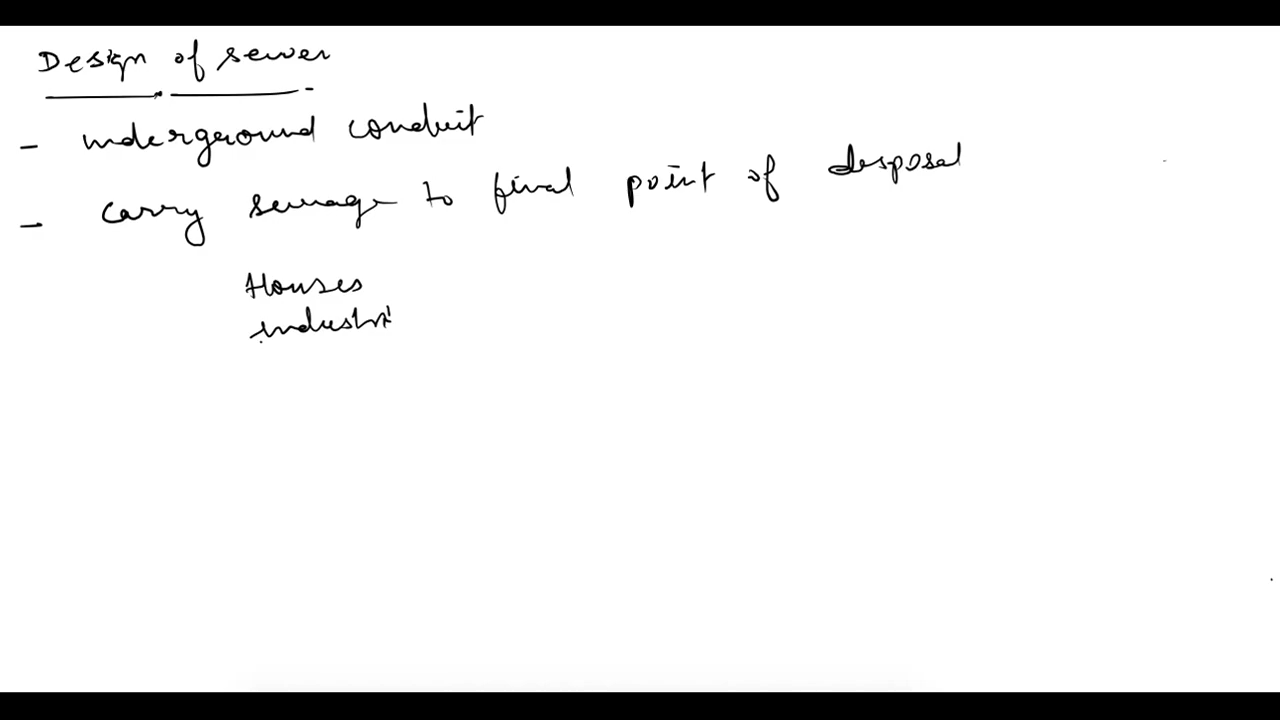 Design of sewer
- underground conduit
- carry sewage to final point of disposal
Houses
industri